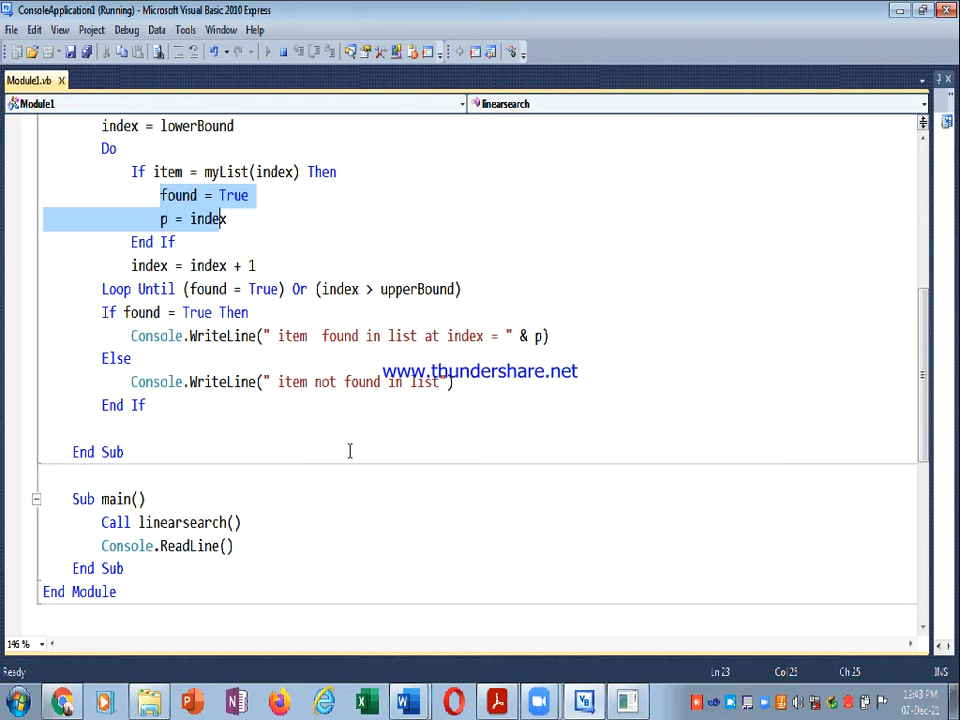 ConsoleApplication1 (Running) - Microsoft Visual Basic 2010 Express
File Edit View Project Debug Data Tools Window Help
Module1.vb X
Module1
linearsearch
index = lowerBound
Do
If item = myList(index) Then
found = True
p = index
End If
index = index + 1
Loop Until (found = True) Or (index > upperBound)
If found = True Then
Console.WriteLine(" item  found in list at index = " & p)
Else
Console.WriteLine(" item not found in list")
www.thundershare.net
End If
End Sub
Sub main()
Call linearsearch()
Console.ReadLine()
End Sub
End Module
146 %
Ready
Ln 23 Col 25 Ch 25 INS
12:43 PM
07-Dec-21